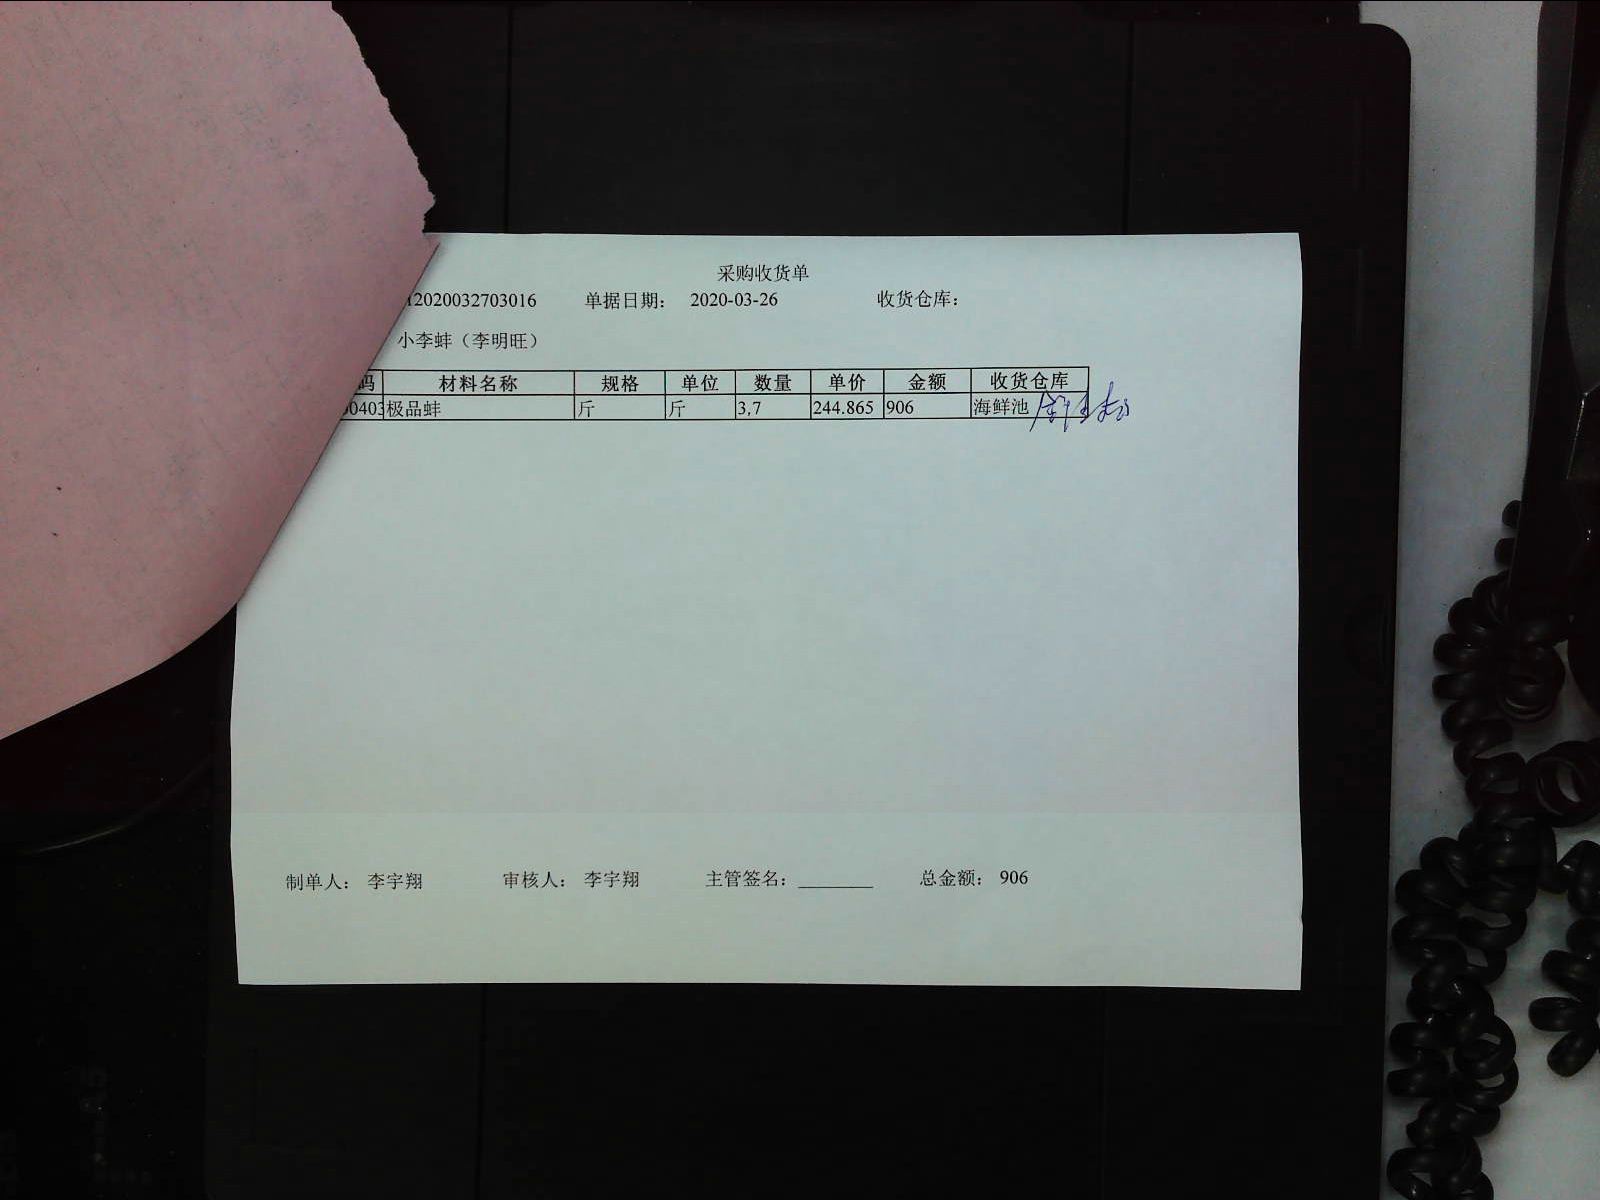 采购收货单
12020032703016 单据日期: 2020-03-26 收货仓库:
小李蚌（李明旺）
码 材料名称 规格 单位 数量 单价 金额 收货仓库
00403 极品蚌 斤 斤 3.7 244.865 906 海鲜池
制单人: 李宇翔 审核人: 李宇翔 主管签名: ________ 总金额: 906